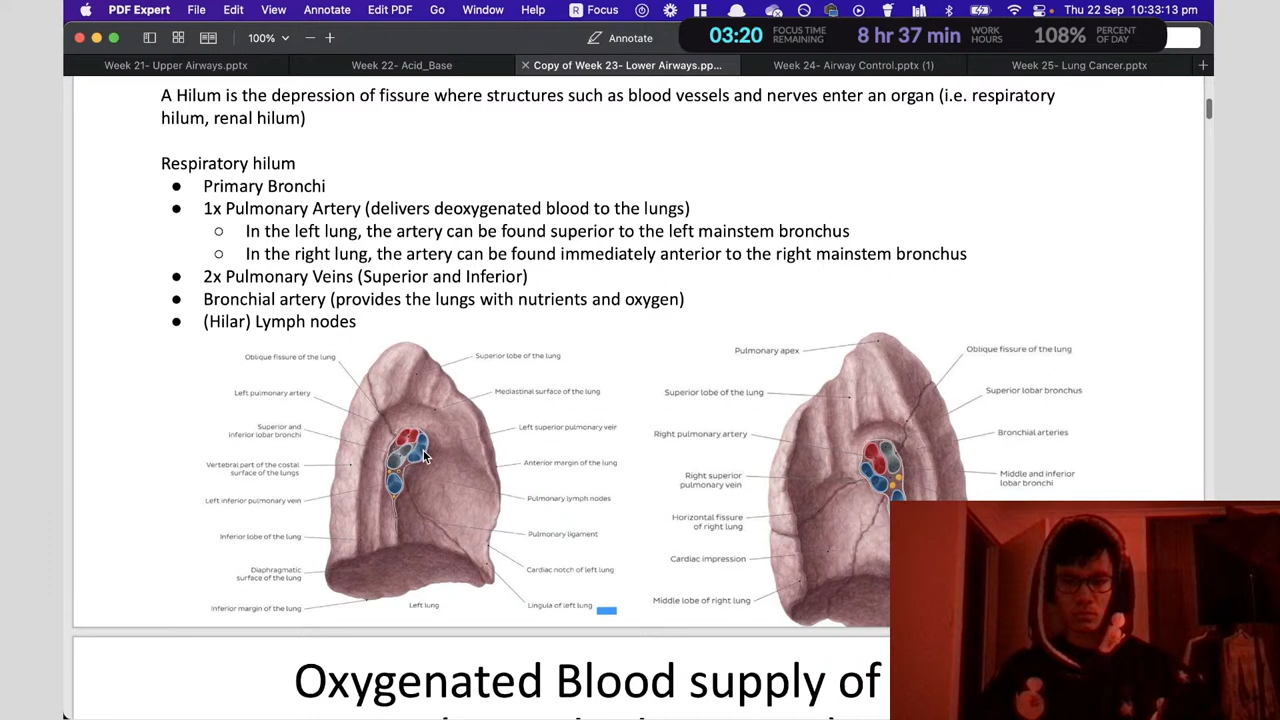 PDF Expert File Edit View Annotate Edit PDF Go Window Help Focus Thu 22 Sep 10:33:13 pm
100% Annotate 03:20 FOCUS TIME REMAINING 8 hr 37 min WORK HOURS 108% PERCENT OF DAY
Week 21- Upper Airways.pptx Week 22- Acid_Base Copy of Week 23- Lower Airways.pp... Week 24- Airway Control.pptx (1) Week 25- Lung Cancer.pptx
A Hilum is the depression of fissure where structures such as blood vessels and nerves enter an organ (i.e. respiratory
hilum, renal hilum)
Respiratory hilum
● Primary Bronchi
● 1x Pulmonary Artery (delivers deoxygenated blood to the lungs)
○ In the left lung, the artery can be found superior to the left mainstem bronchus
○ In the right lung, the artery can be found immediately anterior to the right mainstem bronchus
● 2x Pulmonary Veins (Superior and Inferior)
● Bronchial artery (provides the lungs with nutrients and oxygen)
● (Hilar) Lymph nodes
Oblique fissure of the lung
Left pulmonary artery
Superior and
inferior lobar bronchi
Vertebral part of the costal
surface of the lungs
Left inferior pulmonary vein
Inferior lobe of the lung
Diaphragmatic
surface of the lung
Inferior margin of the lung
Superior lobe of the lung
Mediastinal surface of the lung
Left superior pulmonary vein
Anterior margin of the lung
Pulmonary lymph nodes
Pulmonary ligament
Cardiac notch of left lung
Lingula of left lung
Left lung
Pulmonary apex
Superior lobe of the lung
Right pulmonary artery
Right superior
pulmonary vein
Horizontal fissure
of right lung
Cardiac impression
Middle lobe of right lung
Oblique fissure of the lung
Superior lobar bronchus
Bronchial arteries
Middle and inferior
lobar bronchi
Oxygenated Blood supply of